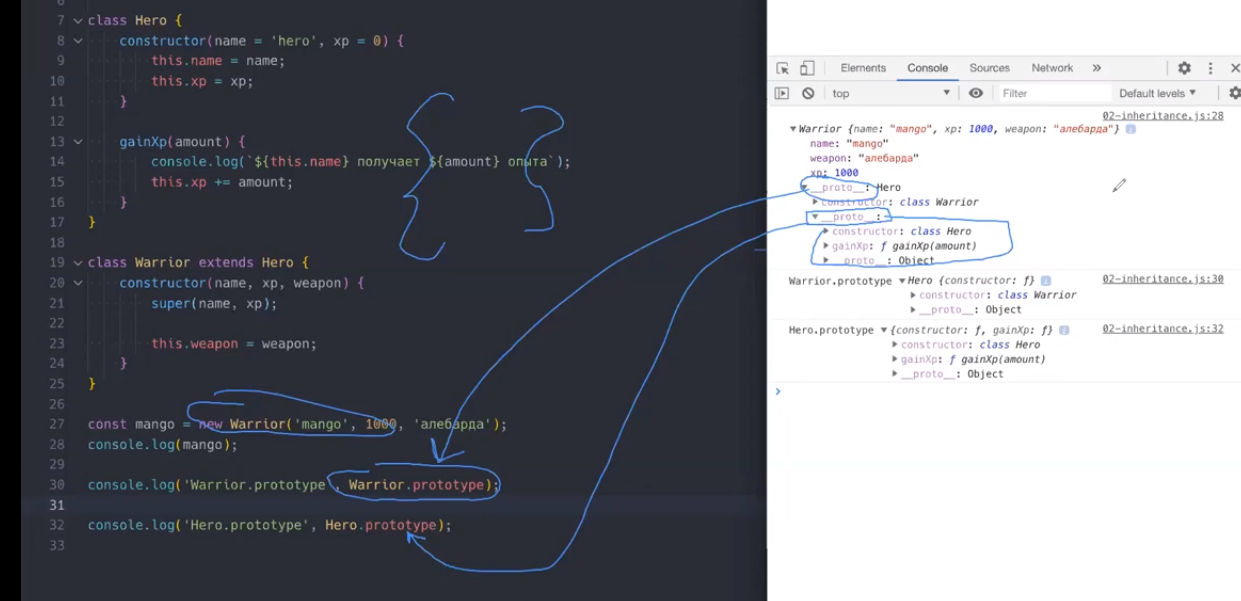 6
7 class Hero {
8 constructor(name = 'hero', xp = 0) {
9 this.name = name;
10 this.xp = xp;
11 }
12
13 gainXp(amount) {
14 console.log(`${this.name} получает ${amount} опыта`);
15 this.xp += amount;
16 }
17 }
18
19 class Warrior extends Hero {
20 constructor(name, xp, weapon) {
21 super(name, xp);
22
23 this.weapon = weapon;
24 }
25 }
26
27 const mango = new Warrior('mango', 1000, 'алебарда');
28 console.log(mango);
29
30 console.log('Warrior.prototype', Warrior.prototype);
31
32 console.log('Hero.prototype', Hero.prototype);
33
Elements Console Sources Network »
top Filter Default levels ▼
02-inheritance.js:28
▼Warrior {name: "mango", xp: 1000, weapon: "алебарда"} i
name: "mango"
weapon: "алебарда"
xp: 1000
▼__proto__: Hero
▶constructor: class Warrior
▼__proto__:
▶constructor: class Hero
▶gainXp: ƒ gainXp(amount)
▶__proto__: Object
Warrior.prototype ▼Hero {constructor: ƒ} i 02-inheritance.js:30
▶constructor: class Warrior
▶__proto__: Object
Hero.prototype ▼{constructor: ƒ, gainXp: ƒ} i 02-inheritance.js:32
▶constructor: class Hero
▶gainXp: ƒ gainXp(amount)
▶__proto__: Object